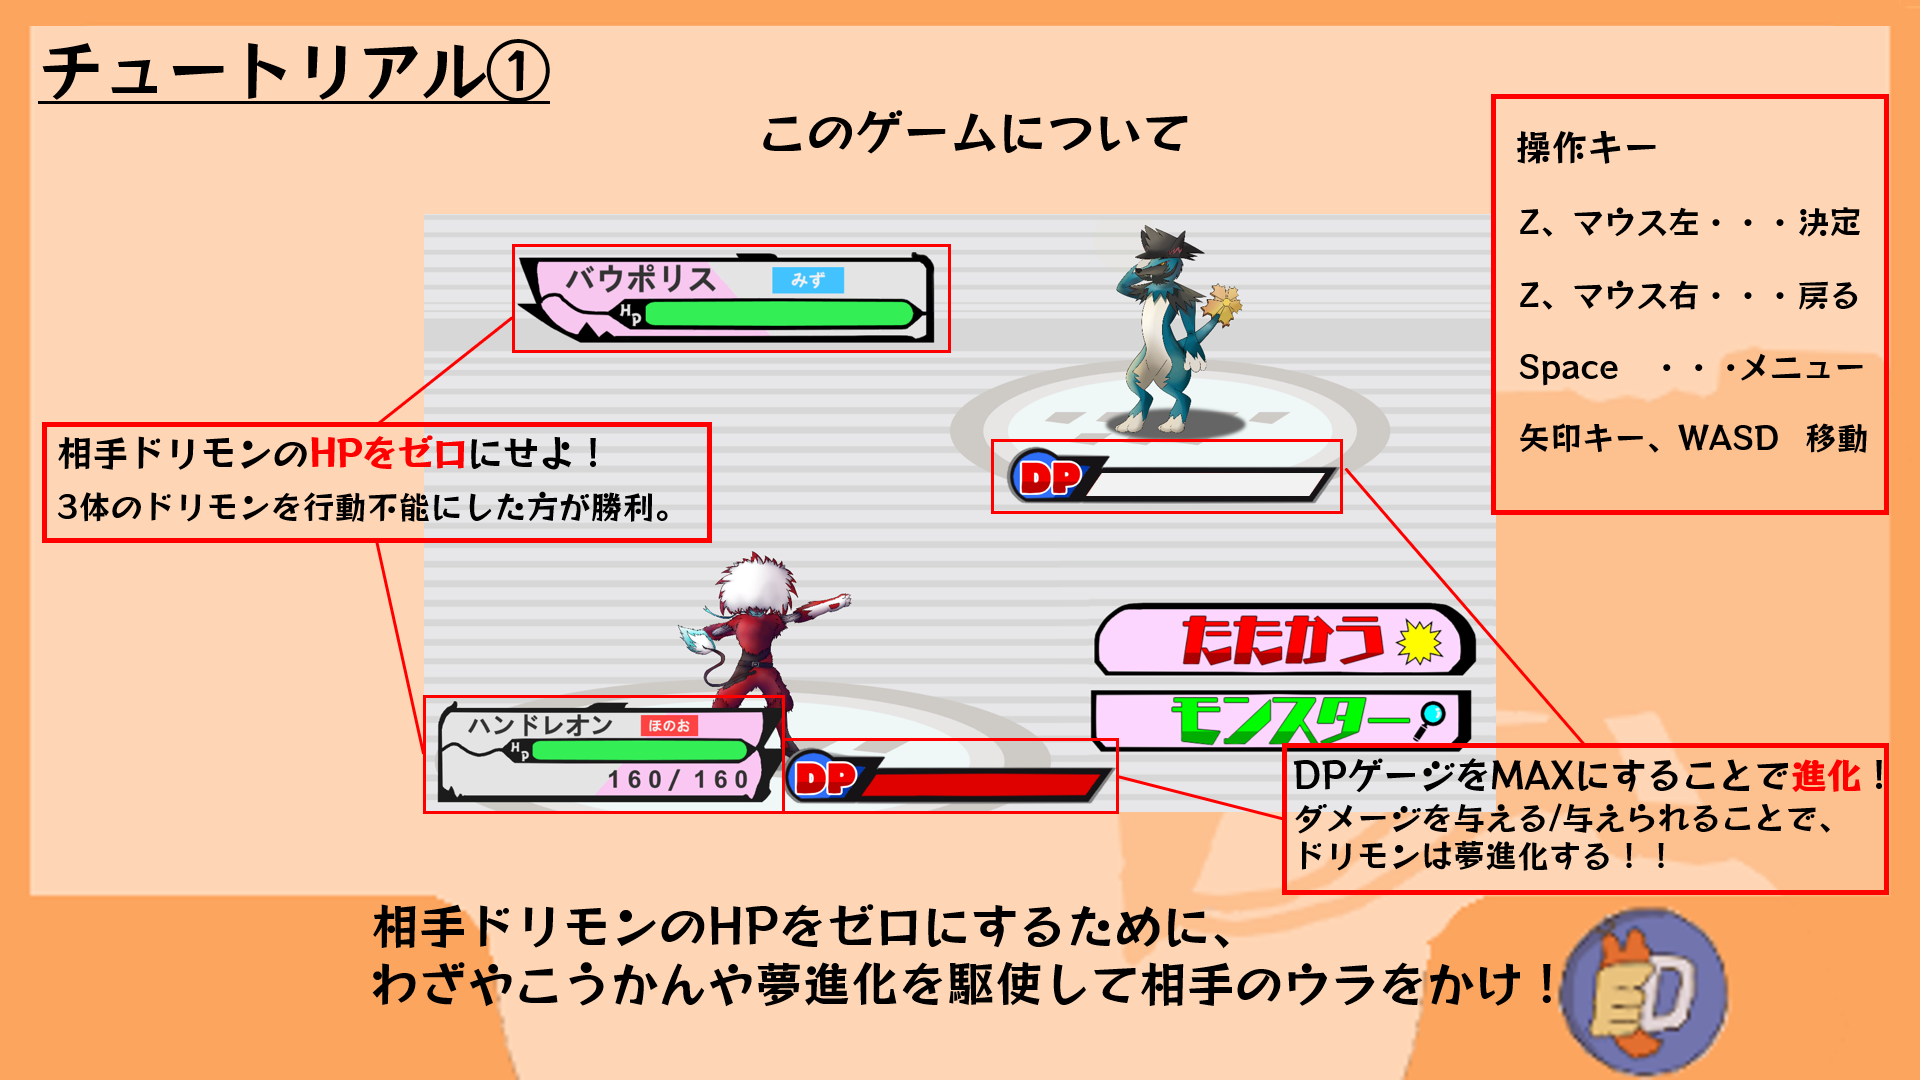 チュートリアル①
このゲームについて
操作キー
Z、マウス左・・・決定
Z、マウス右・・・戻る
Space ・・・メニュー
矢印キー、WASD 移動
バウポリス みず
HP
相手ドリモンのHPをゼロにせよ！
3体のドリモンを行動不能にした方が勝利。
DP
たたかう
モンスター
ハンドレオン ほのお
HP
160/160
DP
DPゲージをMAXにすることで進化！
ダメージを与える/与えられることで、
ドリモンは夢進化する！！
相手ドリモンのHPをゼロにするために、
わざやこうかんや夢進化を駆使して相手のウラをかけ！
ED